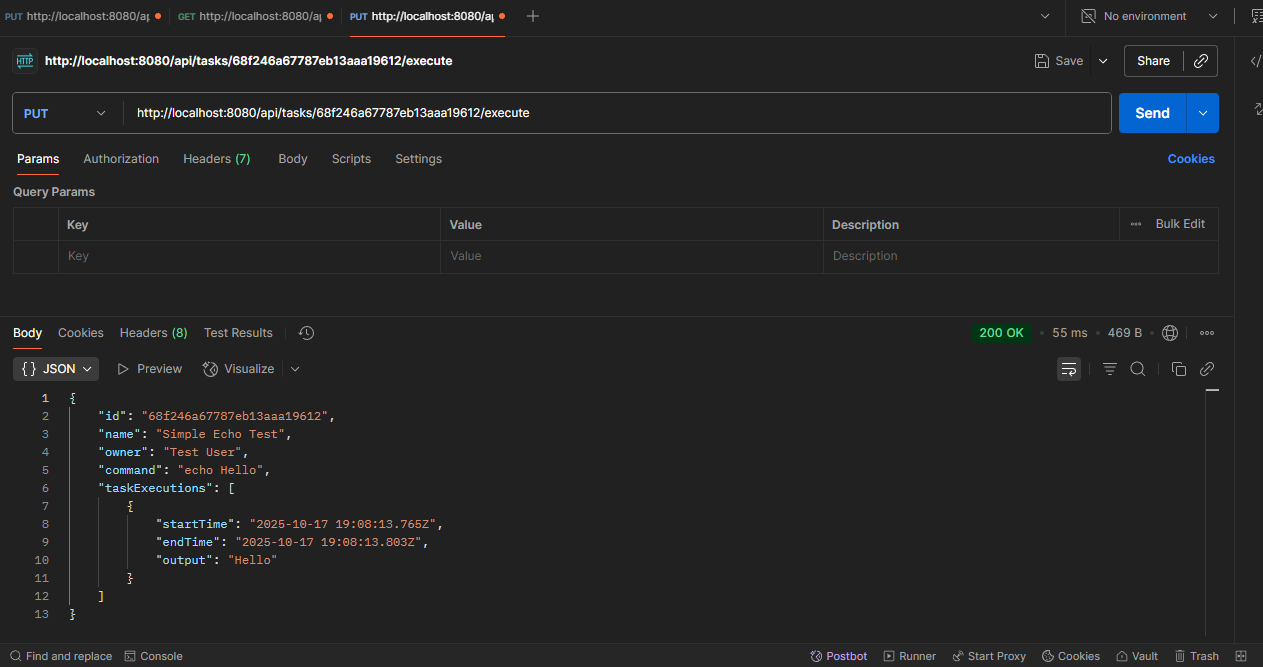 PUT http://localhost:8080/ap GET http://localhost:8080/ap PUT http://localhost:8080/ap No environment
HTTP http://localhost:8080/api/tasks/68f246a67787eb13aaa19612/execute Save Share
PUT http://localhost:8080/api/tasks/68f246a67787eb13aaa19612/execute Send
Params Authorization Headers (7) Body Scripts Settings Cookies
Query Params
Key Value Description Bulk Edit
Key Value Description
Body Cookies Headers (8) Test Results 200 OK • 55 ms • 469 B •
{} JSON Preview Visualize
1 {
2 "id": "68f246a67787eb13aaa19612",
3 "name": "Simple Echo Test",
4 "owner": "Test User",
5 "command": "echo Hello",
6 "taskExecutions": [
7 {
8 "startTime": "2025-10-17 19:08:13.765Z",
9 "endTime": "2025-10-17 19:08:13.803Z",
10 "output": "Hello"
11 }
12 ]
13 }
Find and replace Console Postbot Runner Start Proxy Cookies Vault Trash